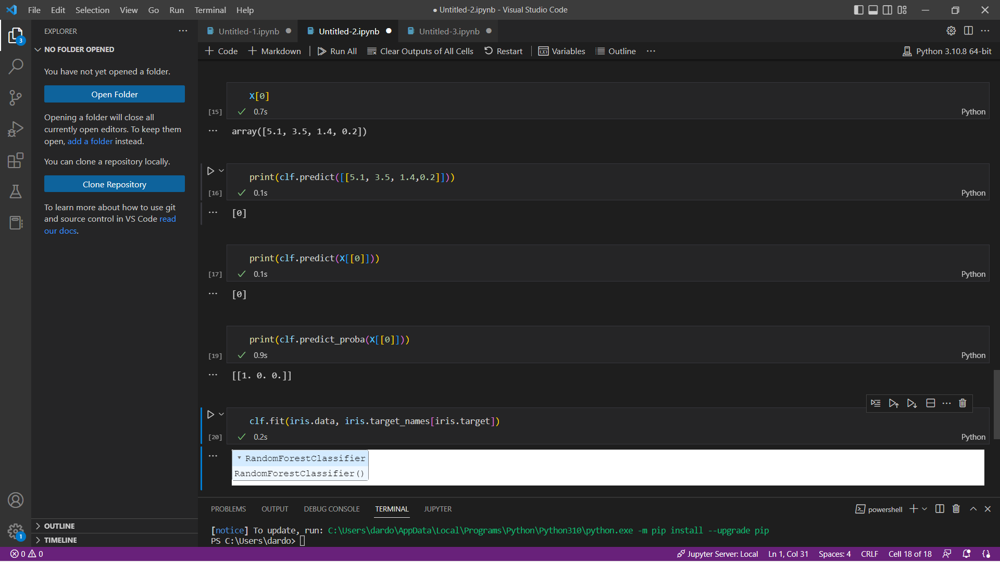 File Edit Selection View Go Run Terminal Help
● Untitled-2.ipynb - Visual Studio Code
EXPLORER
Untitled-1.ipynb
Untitled-2.ipynb
Untitled-3.ipynb
NO FOLDER OPENED
Code Markdown Run All Clear Outputs of All Cells Restart Variables Outline ···
Python 3.10.8 64-bit
3
You have not yet opened a folder.
Open Folder
Opening a folder will close all
currently open editors. To keep them
open, add a folder instead.
You can clone a repository locally.
Clone Repository
To learn more about how to use git
and source control in VS Code read
our docs.
X[0]
[15] 0.7s Python
array([5.1, 3.5, 1.4, 0.2])
print(clf.predict([[5.1, 3.5, 1.4,0.2]]))
[16] 0.1s Python
[0]
print(clf.predict(X[[0]]))
[17] 0.1s Python
[0]
print(clf.predict_proba(X[[0]]))
[19] 0.9s Python
[[1. 0. 0.]]
clf.fit(iris.data, iris.target_names[iris.target])
[20] 0.2s Python
RandomForestClassifier
RandomForestClassifier()
PROBLEMS OUTPUT DEBUG CONSOLE TERMINAL JUPYTER
powershell
[notice] To update, run: C:\Users\dardo\AppData\Local\Programs\Python\Python310\python.exe -m pip install --upgrade pip
PS C:\Users\dardo>
OUTLINE
TIMELINE
1
0 0
Jupyter Server: Local Ln 1, Col 31 Spaces: 4 CRLF Cell 18 of 18